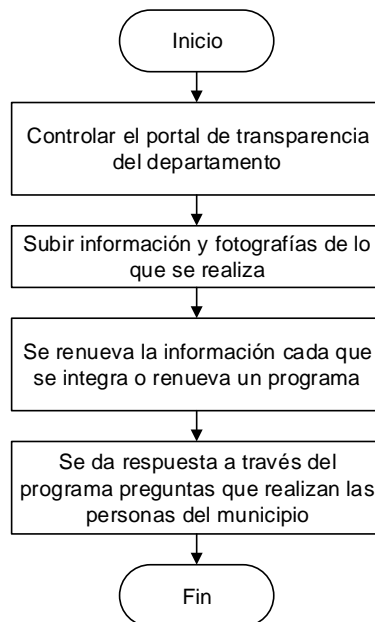 Inicio
Controlar el portal de transparencia
del departamento
Subir información y fotografías de lo
que se realiza
Se renueva la información cada que
se integra o renueva un programa
Se da respuesta a través del
programa preguntas que realizan las
personas del municipio
Fin